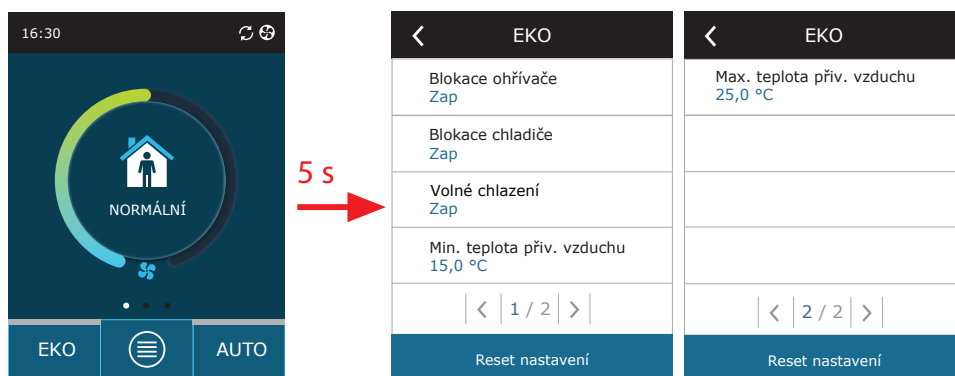 16:30
NORMÁLNÍ
EKO
AUTO
5 s
EKO
Blokace ohřívače
Zap
Blokace chladiče
Zap
Volné chlazení
Zap
Min. teplota přiv. vzduchu
15,0 °C
1 / 2
Reset nastavení
EKO
Max. teplota přiv. vzduchu
25,0 °C
2 / 2
Reset nastavení